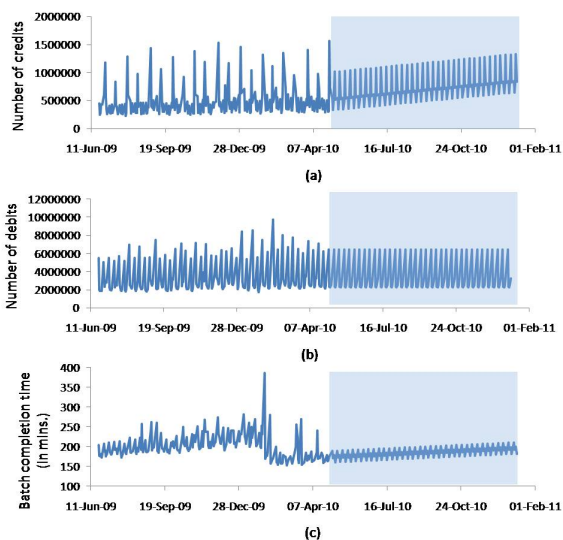 Number of credits
2000000
1500000
1000000
500000
0
11-Jun-09 19-Sep-09 28-Dec-09 07-Apr-10 16-Jul-10 24-Oct-10 01-Feb-11
(a)
Number of debits
12000000
10000000
8000000
6000000
4000000
2000000
0
11-Jun-09 19-Sep-09 28-Dec-09 07-Apr-10 16-Jul-10 24-Oct-10 01-Feb-11
(b)
Batch completion time
(in mins.)
400
350
300
250
200
150
100
11-Jun-09 19-Sep-09 28-Dec-09 07-Apr-10 16-Jul-10 24-Oct-10 01-Feb-11
(c)